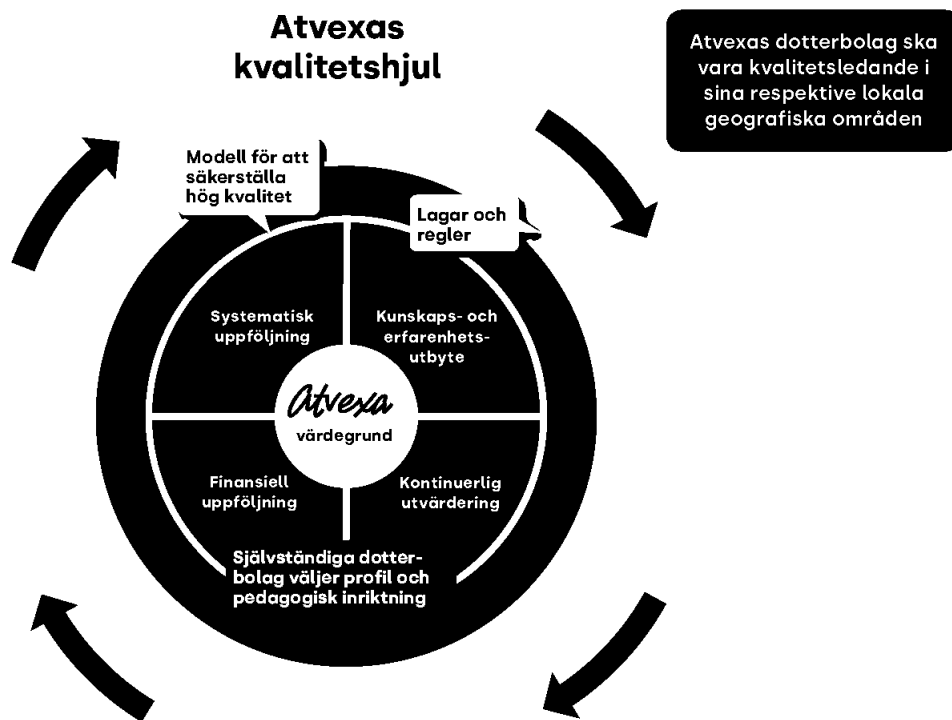 Atvexas
kvalitetshjul
Atvexas dotterbolag ska
vara kvalitetsledande i
sina respektive lokala
geografiska områden
Modell för att
säkerställa
hög kvalitet
Lagar och
regler
Systematisk
uppföljning
Kunskaps- och
erfarenhets-
utbyte
Atvexa
värdegrund
Finansiell
uppföljning
Kontinuerlig
utvärdering
Självständiga dotter-
bolag väljer profil och
pedagogisk inriktning